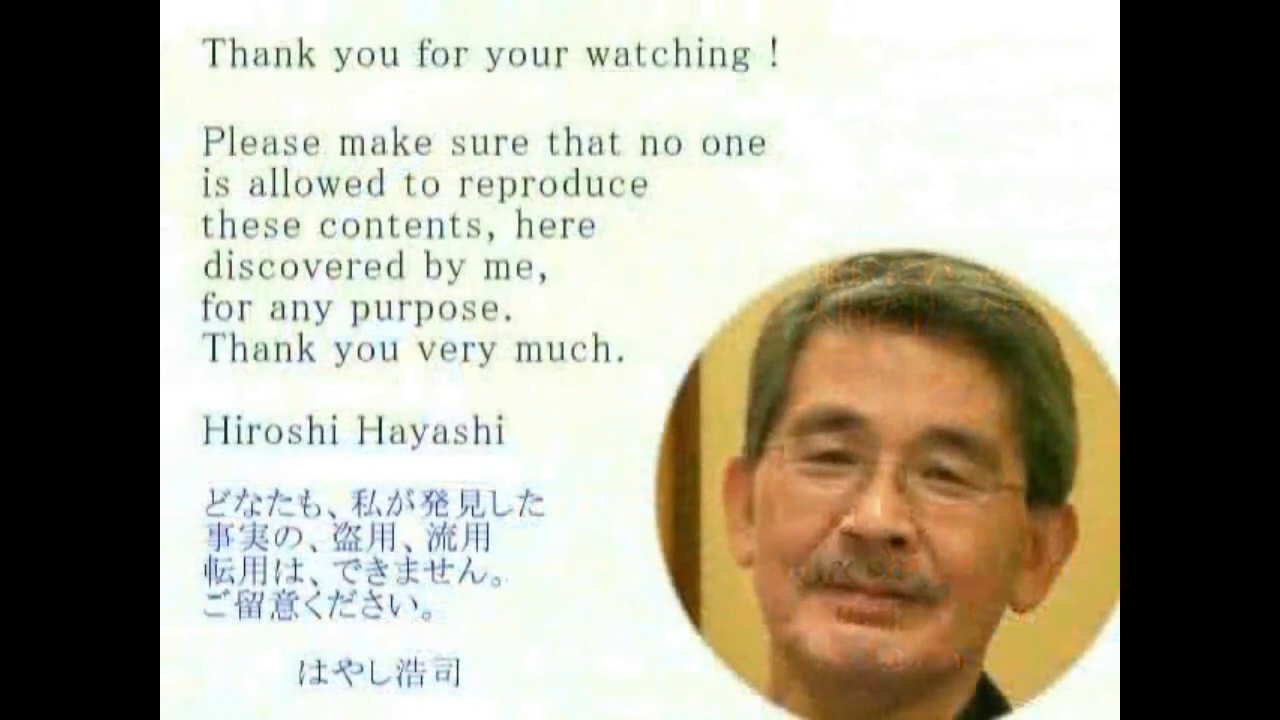 Thank you for your watching !
Please make sure that no one
is allowed to reproduce
these contents, here
discovered by me,
for any purpose.
Thank you very much.
Hiroshi Hayashi
どなたも、私が発見した
事実の、盗用、流用
転用は、できません。
ご留意ください。
はやし浩司